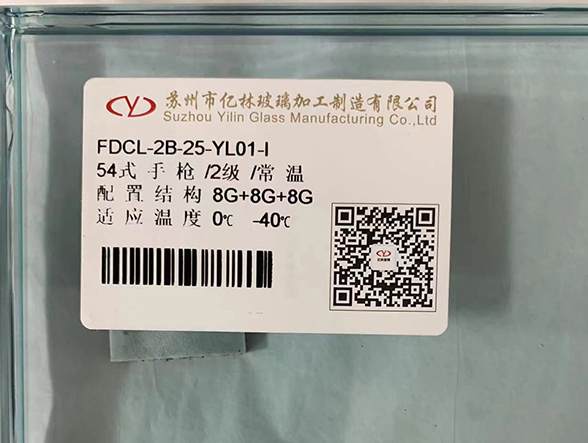 苏州市亿林玻璃加工制造有限公司
Suzhou Yilin Glass Manufacturing Co.,Ltd
FDCL-2B-25-YL01-I
54式手枪/2级/常温
配置结构 8G+8G+8G
适应温度 0℃ -40℃